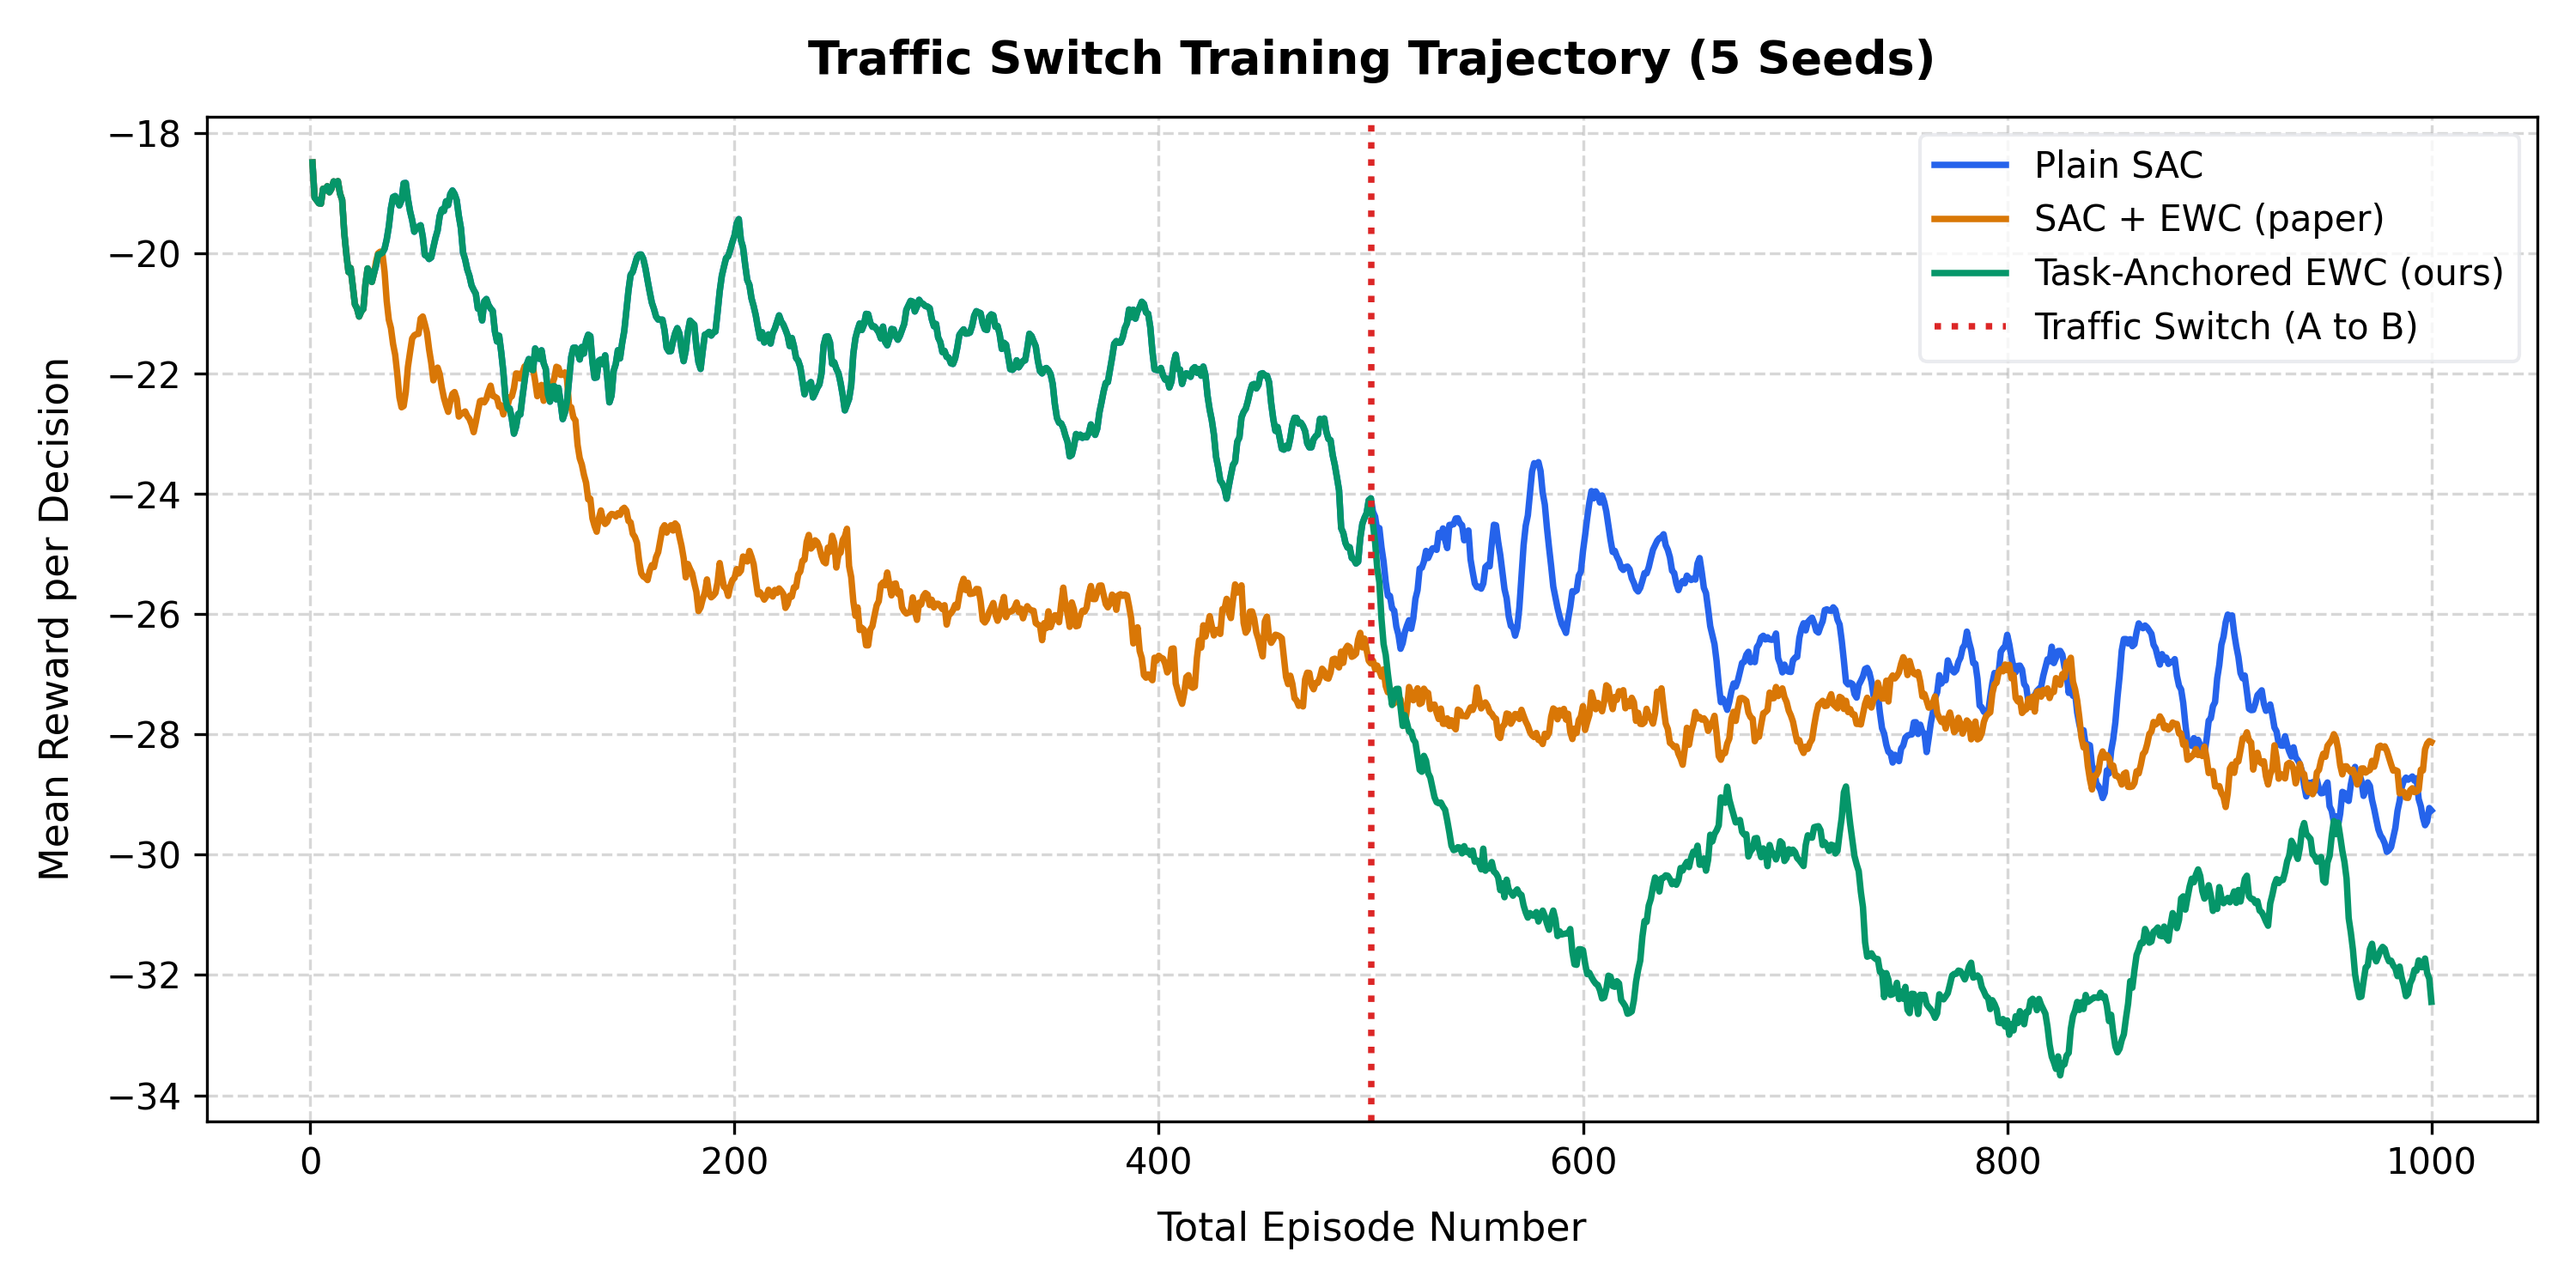 Traffic Switch Training Trajectory (5 Seeds)
Mean Reward per Decision
−18
−20
−22
−24
−26
−28
−30
−32
−34
Plain SAC
SAC + EWC (paper)
Task-Anchored EWC (ours)
Traffic Switch (A to B)
0 200 400 600 800 1000
Total Episode Number